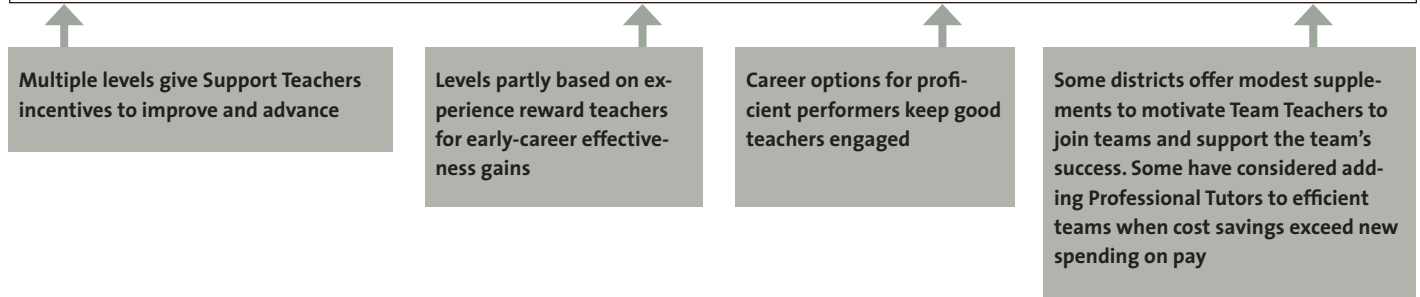 Multiple levels give Support Teachers
incentives to improve and advance
Levels partly based on ex-
perience reward teachers
for early-career effective-
ness gains
Career options for profi-
cient performers keep good
teachers engaged
Some districts offer modest supple-
ments to motivate Team Teachers to
join teams and support the team’s
success. Some have considered add-
ing Professional Tutors to efficient
teams when cost savings exceed new
spending on pay